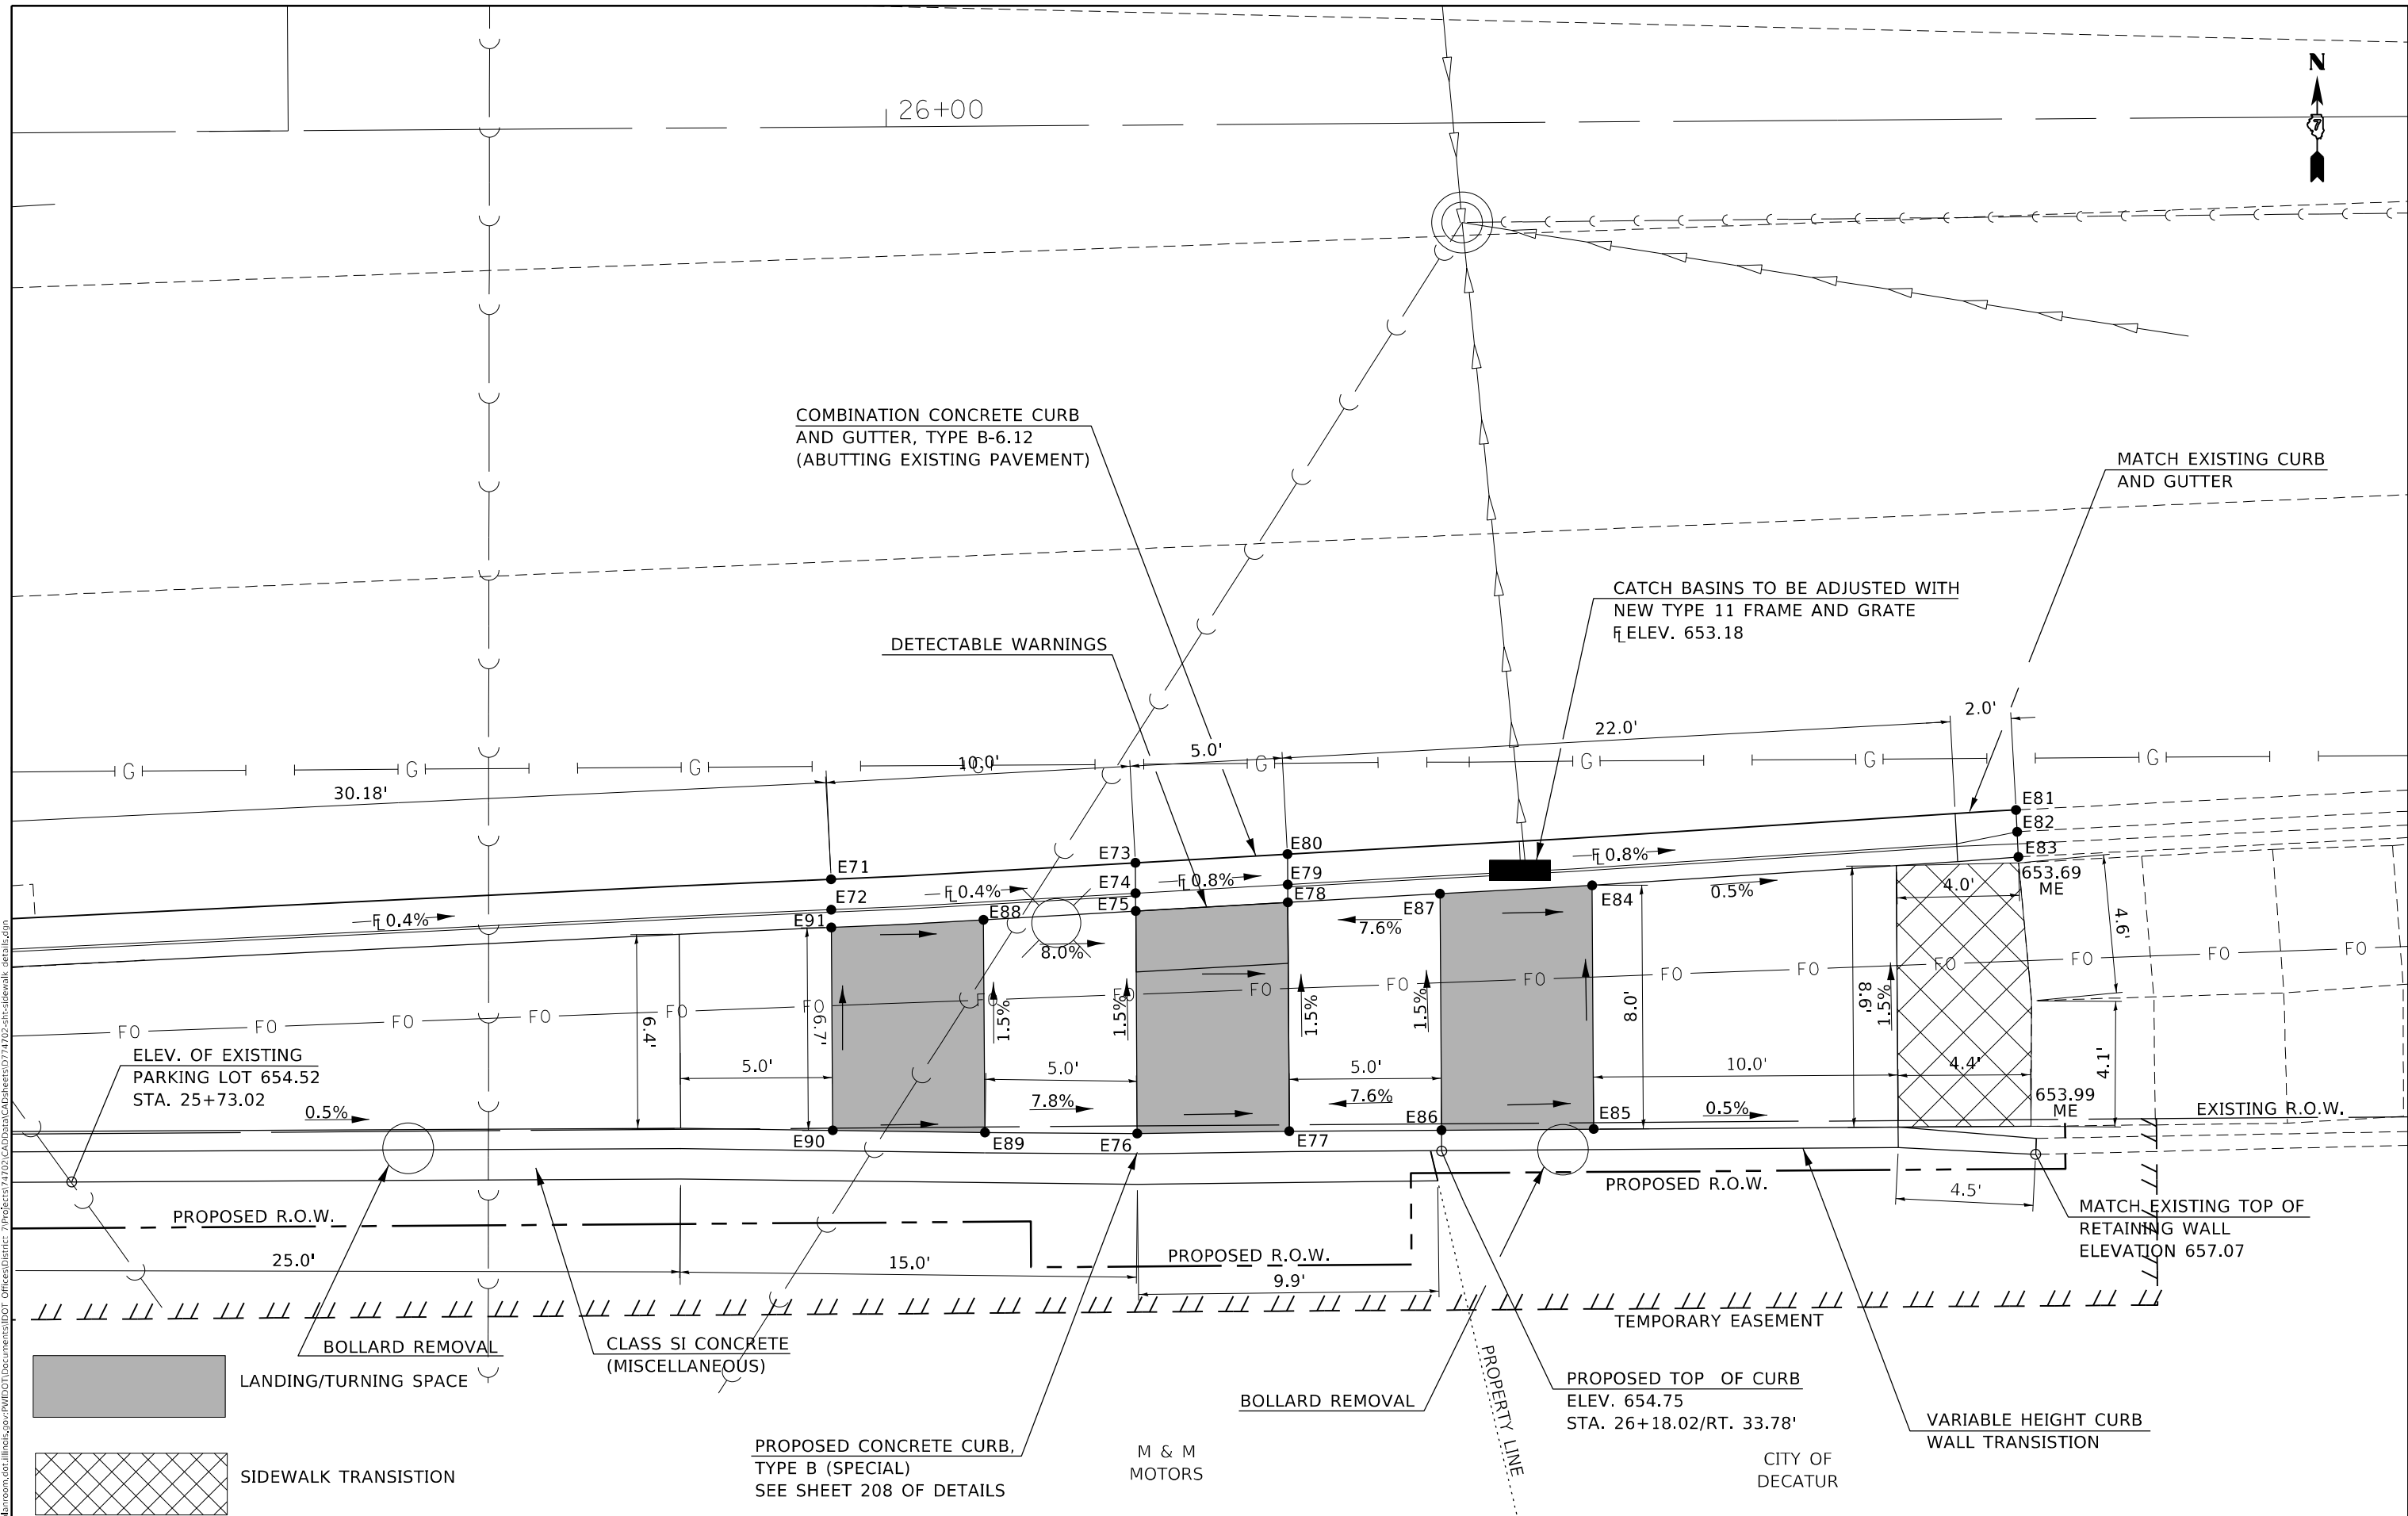 26+00
N
7
COMBINATION CONCRETE CURB
AND GUTTER, TYPE B-6.12
(ABUTTING EXISTING PAVEMENT)
MATCH EXISTING CURB
AND GUTTER
CATCH BASINS TO BE ADJUSTED WITH
NEW TYPE 11 FRAME AND GRATE
FL ELEV. 653.18
DETECTABLE WARNINGS
2.0'
22.0'
5.0'
10.0'
30.18'
G G G G G G G G
E71
E72
E73
E74
E75
E80
E79
E78
E81
E82
E83
653.69
ME
FL 0.4%
FL 0.4%
FL 0.8%
FL 0.8%
E91
E88
E87
E84
8.0%
7.6%
0.5%
4.0'
4.6'
FO FO FO FO FO FO FO FO FO FO FO FO FO FO FO FO FO
6.4'
6.7'
1.5%
1.5%
1.5%
1.5%
8.0'
8.6'
1.5%
4.1'
ELEV. OF EXISTING
PARKING LOT 654.52
STA. 25+73.02
5.0'
5.0'
5.0'
10.0'
4.4'
0.5%
7.8%
7.6%
0.5%
653.99
ME
EXISTING R.O.W.
E90
E89
E76
E77
E86
E85
PROPOSED R.O.W.
PROPOSED R.O.W.
PROPOSED R.O.W.
4.5'
MATCH EXISTING TOP OF
RETAINING WALL
ELEVATION 657.07
25.0'
15.0'
9.9'
TEMPORARY EASEMENT
BOLLARD REMOVAL
CLASS SI CONCRETE
(MISCELLANEOUS)
LANDING/TURNING SPACE
BOLLARD REMOVAL
PROPERTY LINE
PROPOSED TOP OF CURB
ELEV. 654.75
STA. 26+18.02/RT. 33.78'
VARIABLE HEIGHT CURB
WALL TRANSISTION
PROPOSED CONCRETE CURB,
TYPE B (SPECIAL)
SEE SHEET 208 OF DETAILS
M & M
MOTORS
CITY OF
DECATUR
SIDEWALK TRANSISTION